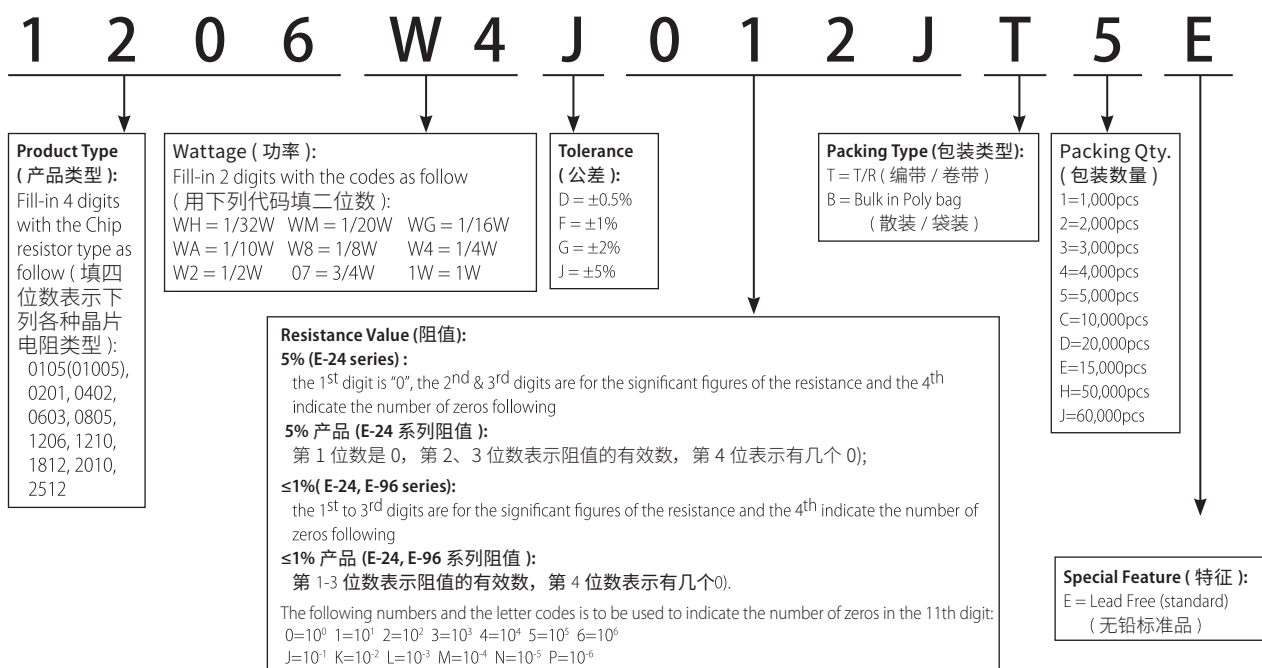 1 2 0 6 W 4 J 0 1 2 J T 5 E
Product Type
( 产品类型 ):
Fill-in 4 digits
with the Chip
resistor type as
follow ( 填四
位数表示下
列各种晶片
电阻类型 ):
0105(01005),
0201, 0402,
0603, 0805,
1206, 1210,
1812, 2010,
2512
Wattage ( 功率 ):
Fill-in 2 digits with the codes as follow
( 用下列代码填二位数 ):
WH = 1/32W WM = 1/20W WG = 1/16W
WA = 1/10W W8 = 1/8W W4 = 1/4W
W2 = 1/2W 07 = 3/4W 1W = 1W
Tolerance
( 公差 ):
D = ±0.5%
F = ±1%
G = ±2%
J = ±5%
Resistance Value (阻值):
5% (E-24 series) :
the 1st digit is “0”, the 2nd & 3rd digits are for the significant figures of the resistance and the 4th
indicate the number of zeros following
5% 产品 (E-24 系列阻值 ):
第 1 位数是 0，第 2、3 位数表示阻值的有效数，第 4 位表示有几个 0);
≤1%( E-24, E-96 series):
the 1st to 3rd digits are for the significant figures of the resistance and the 4th indicate the number of
zeros following
≤1% 产品 (E-24, E-96 系列阻值 ):
第 1-3 位数表示阻值的有效数，第 4 位数表示有几个0).
The following numbers and the letter codes is to be used to indicate the number of zeros in the 11th digit:
0=10⁰ 1=10¹ 2=10² 3=10³ 4=10⁴ 5=10⁵ 6=10⁶
J=10⁻¹ K=10⁻² L=10⁻³ M=10⁻⁴ N=10⁻⁵ P=10⁻⁶
Packing Type (包装类型):
T = T/R ( 编带 / 卷带 )
B = Bulk in Poly bag
( 散装 / 袋装 )
Packing Qty.
( 包装数量 )
1=1,000pcs
2=2,000pcs
3=3,000pcs
4=4,000pcs
5=5,000pcs
C=10,000pcs
D=20,000pcs
E=15,000pcs
H=50,000pcs
J=60,000pcs
Special Feature ( 特征 ):
E = Lead Free (standard)
( 无铅标准品 )